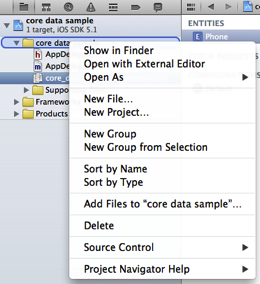 core data sample
1 target, iOS SDK 5.1
core data
AppDe
AppDe
core_d
Suppo
Framewo
Products
ENTITIES
E Phone
Show in Finder
Open with External Editor
Open As
New File...
New Project...
New Group
New Group from Selection
Sort by Name
Sort by Type
Add Files to "core data sample"...
Delete
Source Control
Project Navigator Help